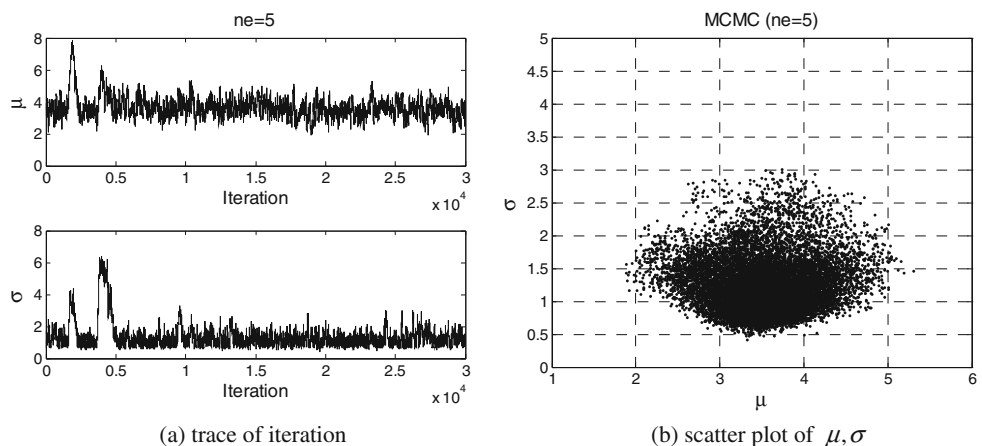 ne=5
8
6
4
2
0
μ
0 0.5 1 1.5 2 2.5 3
Iteration
x 10^4
8
6
4
2
0
σ
0 0.5 1 1.5 2 2.5 3
Iteration
x 10^4
(a) trace of iteration
MCMC (ne=5)
5
4.5
4
3.5
3
2.5
2
1.5
1
0.5
0
σ
1 2 3 4 5 6
μ
(b) scatter plot of μ,σ